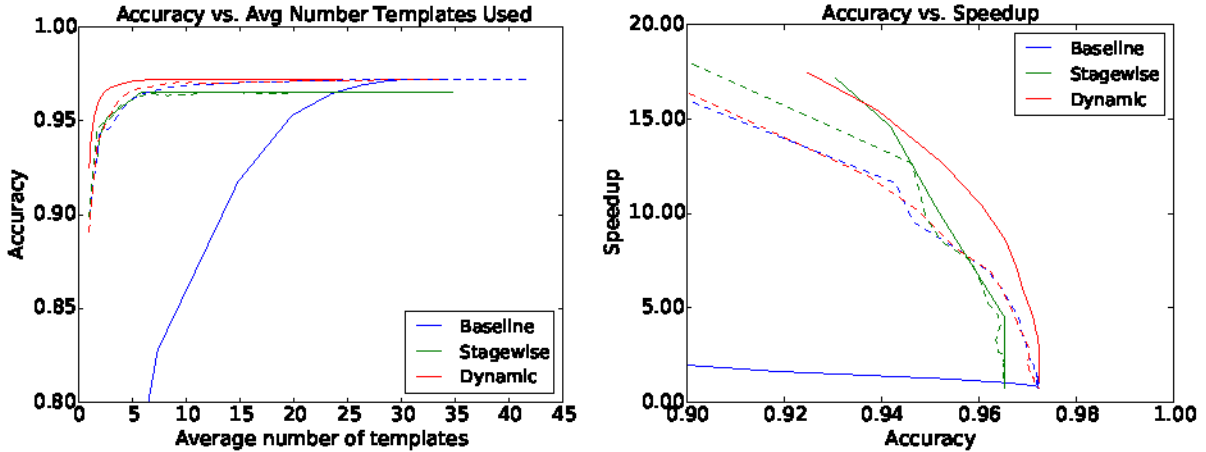 Accuracy vs. Avg Number Templates Used
1.00
0.95
0.90
0.85
0.80
Accuracy
0 5 10 15 20 25 30 35 40 45
Average number of templates
Baseline
Stagewise
Dynamic
Accuracy vs. Speedup
20.00
15.00
10.00
5.00
0.00
Speedup
0.90 0.92 0.94 0.96 0.98 1.00
Accuracy
Baseline
Stagewise
Dynamic